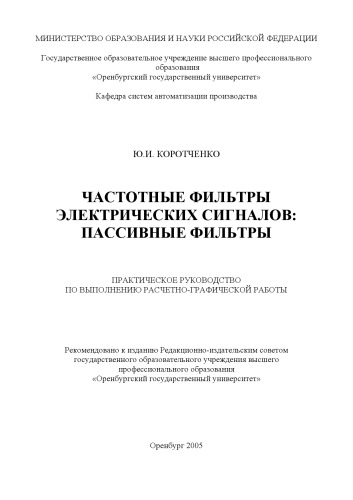 МИНИСТЕРСТВО ОБРАЗОВАНИЯ И НАУКИ РОССИЙСКОЙ ФЕДЕРАЦИИ
Государственное образовательное учреждение высшего профессионального
образования
«Оренбургский государственный университет»
Кафедра систем автоматизации производства
Ю.И. КОРОТЧЕНКО
ЧАСТОТНЫЕ ФИЛЬТРЫ
ЭЛЕКТРИЧЕСКИХ СИГНАЛОВ:
ПАССИВНЫЕ ФИЛЬТРЫ
ПРАКТИЧЕСКОЕ РУКОВОДСТВО
ПО ВЫПОЛНЕНИЮ РАСЧЕТНО-ГРАФИЧЕСКОЙ РАБОТЫ
Рекомендовано к изданию Редакционно-издательским советом
государственного образовательного учреждения высшего
профессионального образования
«Оренбургский государственный университет»
Оренбург 2005